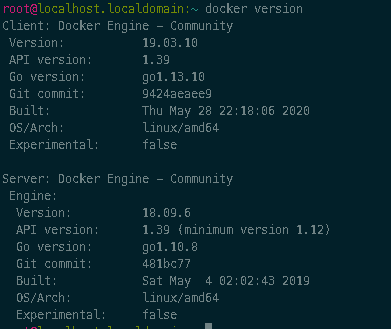 root@localhost.localdomain:~ docker version
Client: Docker Engine - Community
 Version:           19.03.10
 API version:       1.39
 Go version:        go1.13.10
 Git commit:        9424aeaee9
 Built:             Thu May 28 22:18:06 2020
 OS/Arch:           linux/amd64
 Experimental:      false

Server: Docker Engine - Community
 Engine:
  Version:          18.09.6
  API version:      1.39 (minimum version 1.12)
  Go version:       go1.10.8
  Git commit:       481bc77
  Built:            Sat May  4 02:02:43 2019
  OS/Arch:          linux/amd64
  Experimental:     false